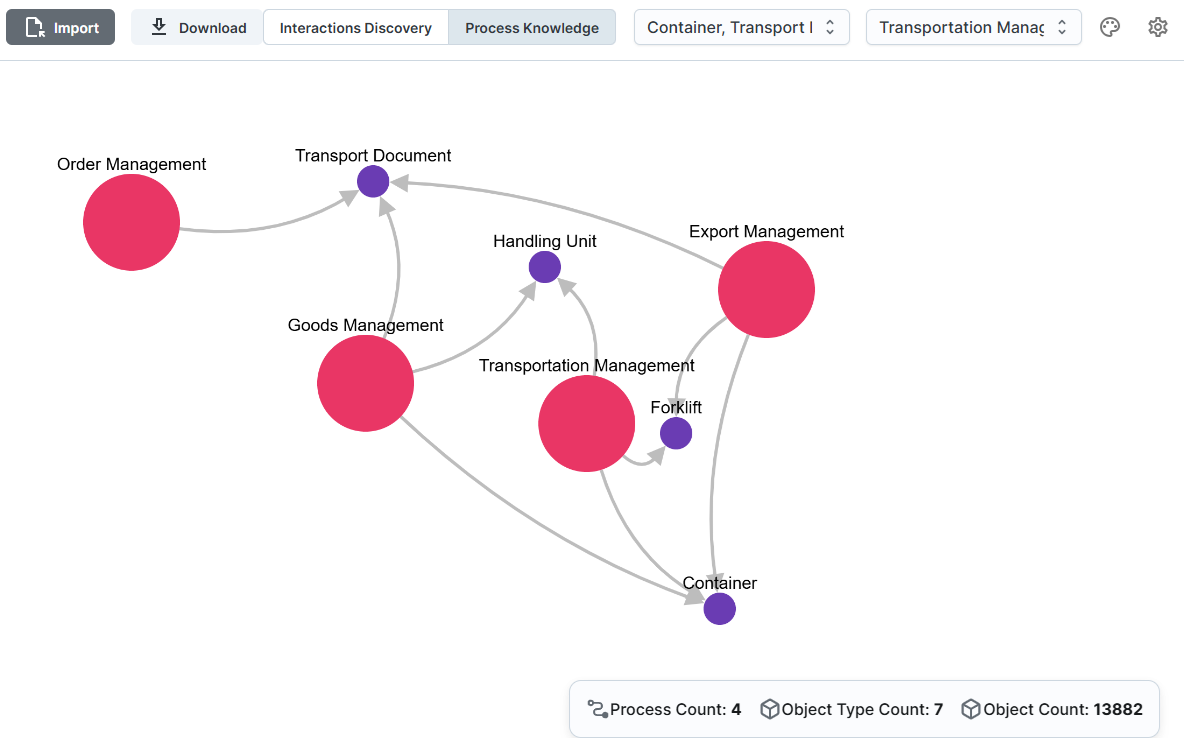 Import
Download
Interactions Discovery
Process Knowledge
Container, Transport
Transportation
Transport Document
Order Management
Export Management
Handling Unit
Goods Management
Transportation Management
Forklift
Container
Process Count: 4
Object Type Count: 7
Object Count: 13882